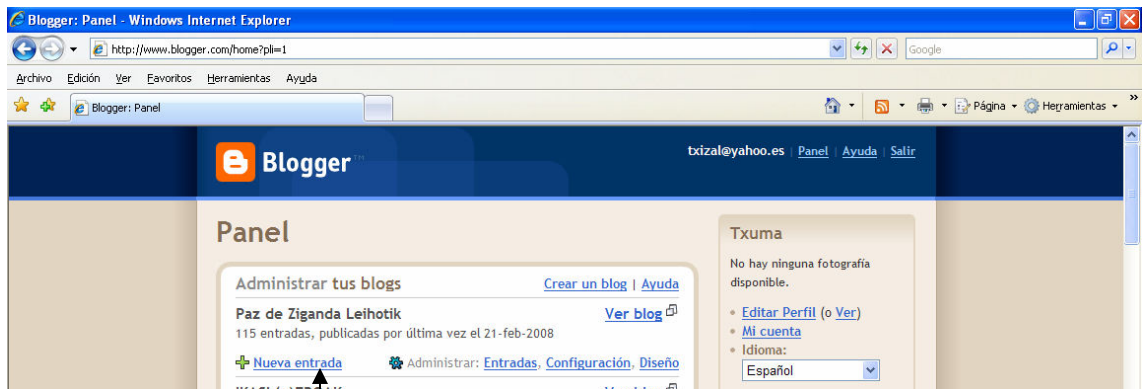 Blogger: Panel - Windows Internet Explorer
http://www.blogger.com/home?pli=1
Google
Archivo Edición Ver Favoritos Herramientas Ayuda
Blogger: Panel
Página
Herramientas
Blogger™
txizal@yahoo.es | Panel | Ayuda | Salir
Panel
Administrar tus blogs
Crear un blog | Ayuda
Paz de Ziganda Leihotik
Ver blog
115 entradas, publicadas por última vez el 21-feb-2008
Nueva entrada
Administrar: Entradas, Configuración, Diseño
Txuma
No hay ninguna fotografía
disponible.
Editar Perfil (o Ver)
Mi cuenta
Idioma:
Español